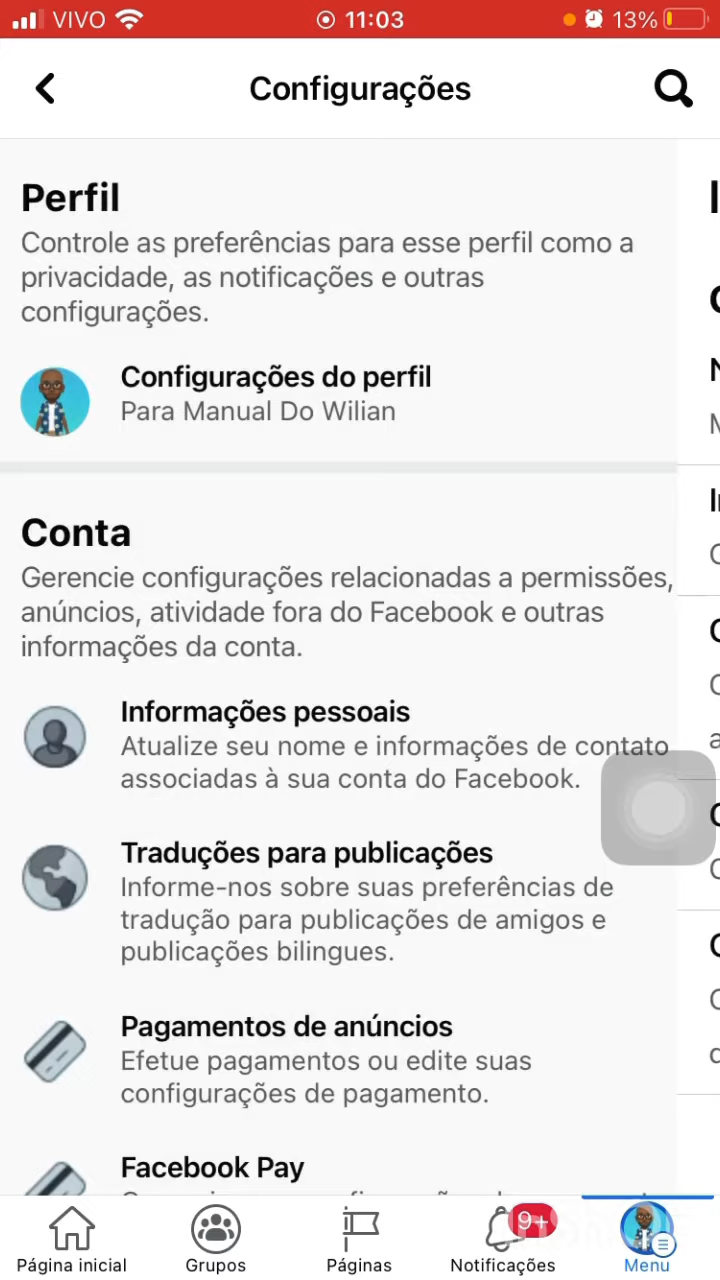 VIVO 11:03 13%
Configurações
Perfil
Controle as preferências para esse perfil como a
privacidade, as notificações e outras
configurações.
Configurações do perfil
Para Manual Do Wilian
Conta
Gerencie configurações relacionadas a permissões,
anúncios, atividade fora do Facebook e outras
informações da conta.
Informações pessoais
Atualize seu nome e informações de contato
associadas à sua conta do Facebook.
Traduções para publicações
Informe-nos sobre suas preferências de
tradução para publicações de amigos e
publicações bilingues.
Pagamentos de anúncios
Efetue pagamentos ou edite suas
configurações de pagamento.
Facebook Pay
9+
Página inicial Grupos Páginas Notificações Menu